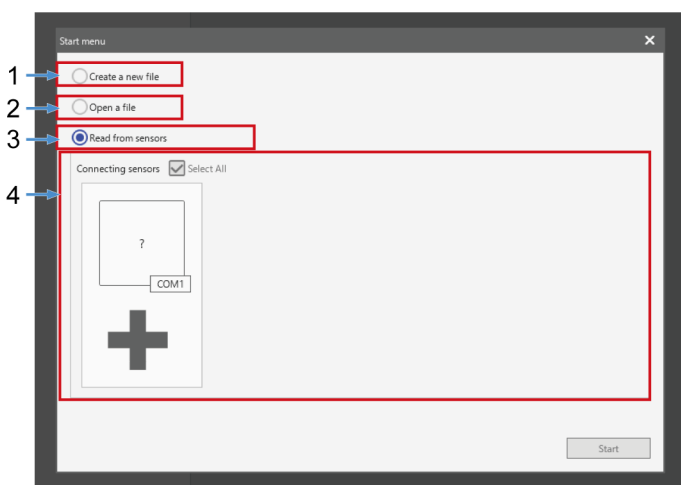 Start menu
1
Create a new file
2
Open a file
3
Read from sensors
4
Connecting sensors Select All
?
COM1
Start